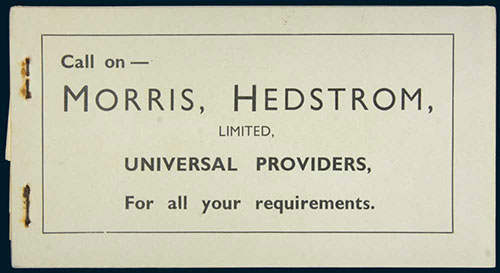 Call on —
MORRIS, HEDSTROM,
LIMITED,
UNIVERSAL PROVIDERS,
For all your requirements.